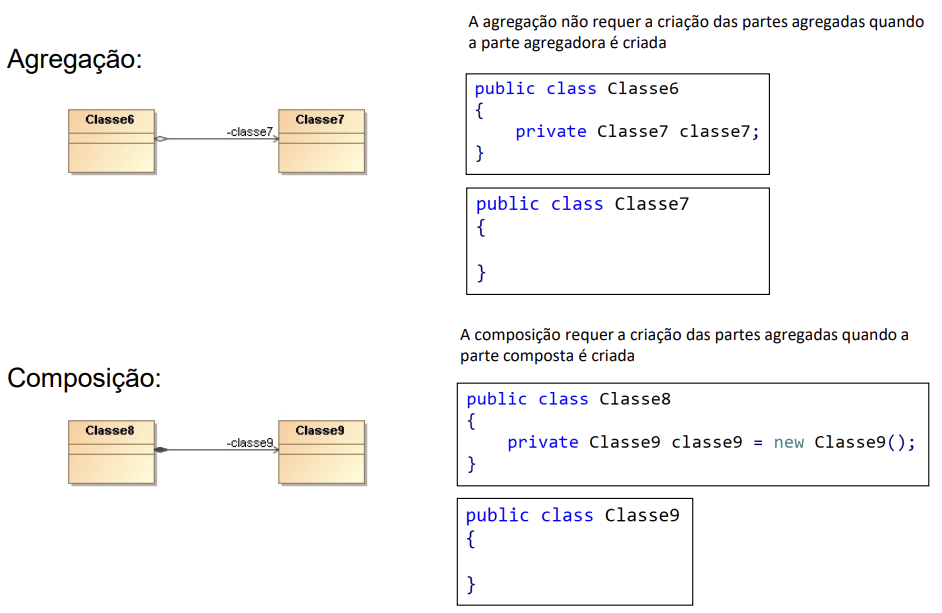 A agregação não requer a criação das partes agregadas quando
a parte agregadora é criada
Agregação:
Classe6
-classe7
Classe7
public class Classe6
{
private Classe7 classe7;
}
public class Classe7
{
}
A composição requer a criação das partes agregadas quando a
parte composta é criada
Composição:
Classe8
-classe9
Classe9
public class Classe8
{
private Classe9 classe9 = new Classe9();
}
public class Classe9
{
}